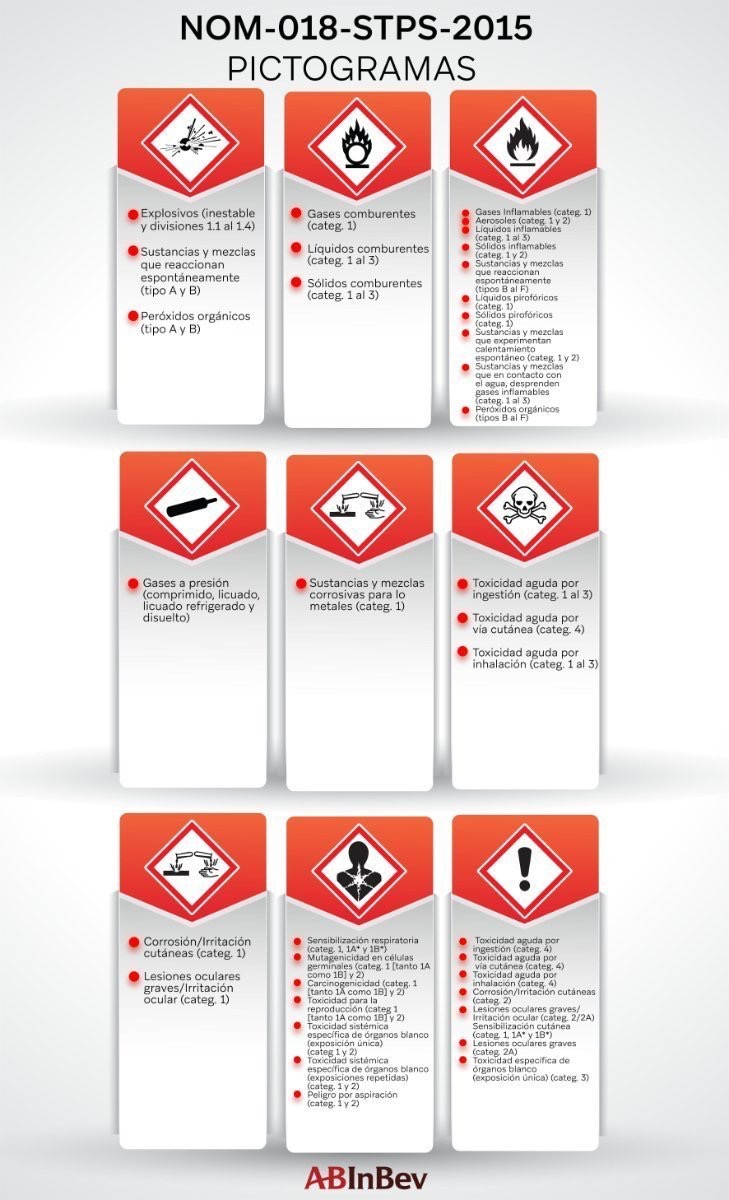 NOM-018-STPS-2015
PICTOGRAMAS
Explosivos (inestable
y divisiones 1.1 al 1.4)
Sustancias y mezclas
que reaccionan
espontáneamente
(tipo A y B)
Peróxidos orgánicos
(tipo A y B)
Gases comburentes
(categ. 1)
Líquidos comburentes
(categ. 1 al 3)
Sólidos comburentes
(categ. 1 al 3)
Gases Inflamables (categ. 1)
Aerosoles (categ, 1 y 2)
Líquidos inflamables
(categ. 1 al 3)
Sólidos inflamables
(categ. 1 y 2)
Sustancias y mezclas
que reaccionan
espontáneamente
(tipos B al F)
Líquidos pirofóricos
(categ. 1)
Sólidos pirofóricos
(categ. 1)
Sustancias y mezclas
que experimentan
calentamiento
espontáneo (categ. 1 y 2)
Sustancias y mezclas
que en contacto con
el agua, desprenden
gases inflamables
(categ. 1 al 3)
Peróxidos orgánicos
(tipos B al F)
Gases a presión
(comprimido, licuado,
licuado refrigerado y
disuelto)
Sustancias y mezclas
corrosivas para lo
metales (categ. 1)
Toxicidad aguda por
ingestión (categ. 1 al 3)
Toxicidad aguda por
vía cutánea (categ. 4)
Toxicidad aguda por
inhalación (categ. 1 al 3)
Corrosión/Irritación
cutáneas (categ. 1)
Lesiones oculares
graves/Irritación
ocular (categ. 1)
Sensibilización respiratoria
(categ. 1, 1A* y 1B*)
Mutagenicidad en células
germinales (categ. 1 [tanto 1A
como 1B] y 2)
Carcinogenicidad (categ. 1
[tanto 1A como 1B] y 2)
Toxicidad para la
reproducción (categ 1
[tanto 1A como 1B] y 2)
Toxicidad sistémica
específica de órganos blanco
(exposición única)
(categ 1 y 2)
Toxicidad sistémica
específica de órganos blanco
(exposiciones repetidas)
(categ. 1 y 2)
Peligro por aspiración
(categ. 1 y 2)
Toxicidad aguda por
ingestión (categ. 4)
Toxicidad aguda por
vía cutánea (categ. 4)
Toxicidad aguda por
inhalación (categ. 4)
Corrosión/Irritación cutáneas
(categ. 2)
Lesiones oculares graves/
Irritación ocular (categ. 2/2A)
Sensibilización cutánea
(categ. 1, 1A* y 1B*)
Lesiones oculares graves
(categ. 2A)
Toxicidad específica de
órganos blanco
(exposición única) (categ. 3)
ABInBev